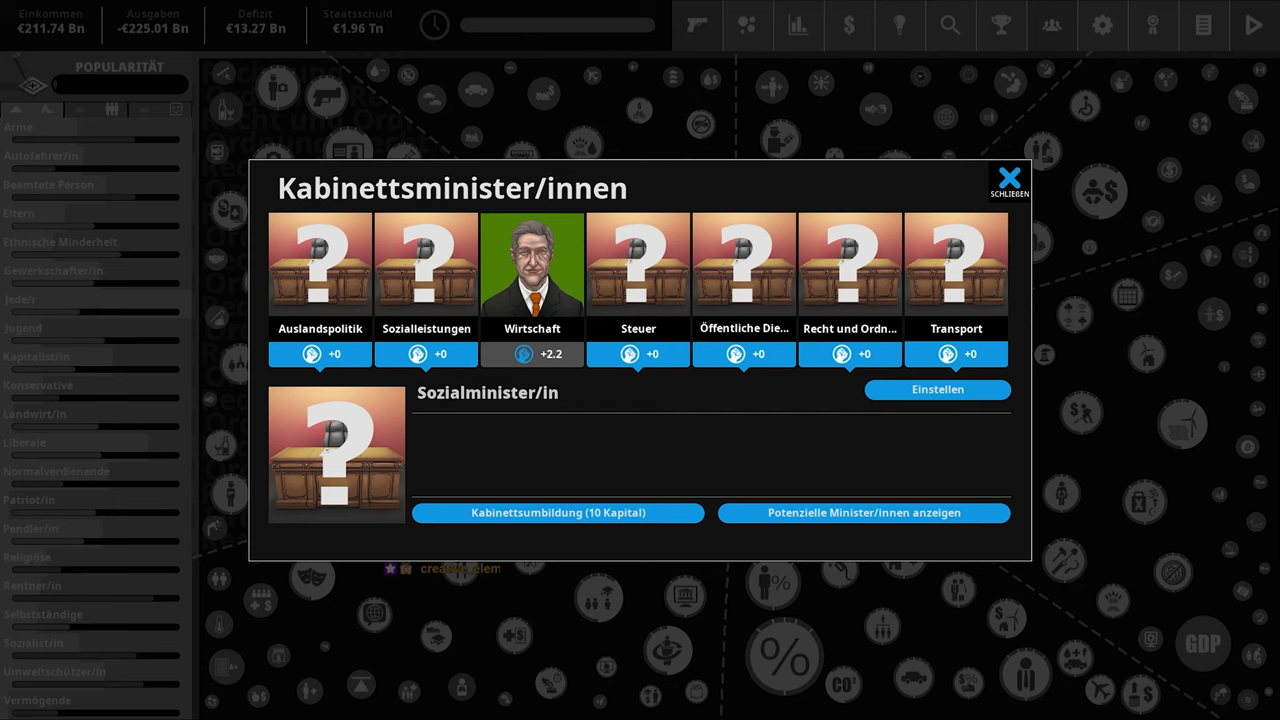 Einkommen
€211.74 Bn
Ausgaben
-€225.01 Bn
Defizit
€13.27 Bn
Staatsschuld
€1.96 Tn
POPULARITÄT
Arme
Autofahrer/in
Beamtete Person
Eltern
Ethnische Minderheit
Gewerkschafter/in
Jede/r
Jugend
Kapitalist/in
Konservative
Landwirt/in
Liberale
Normalverdienende
Patriot/in
Pendler/in
Religiöse
Rentner/in
Selbstständige
Sozialist/in
Umweltschützer/in
Vermögende
Kabinettsminister/innen
SCHLIEßEN
Auslandspolitik
Sozialleistungen
Wirtschaft
Steuer
Öffentliche Die...
Recht und Ordn...
Transport
+0
+0
+2.2
+0
+0
+0
+0
Sozialminister/in
Einstellen
Kabinettsumbildung (10 Kapital)
Potenzielle Minister/innen anzeigen
creative_elem
GDP
CO²